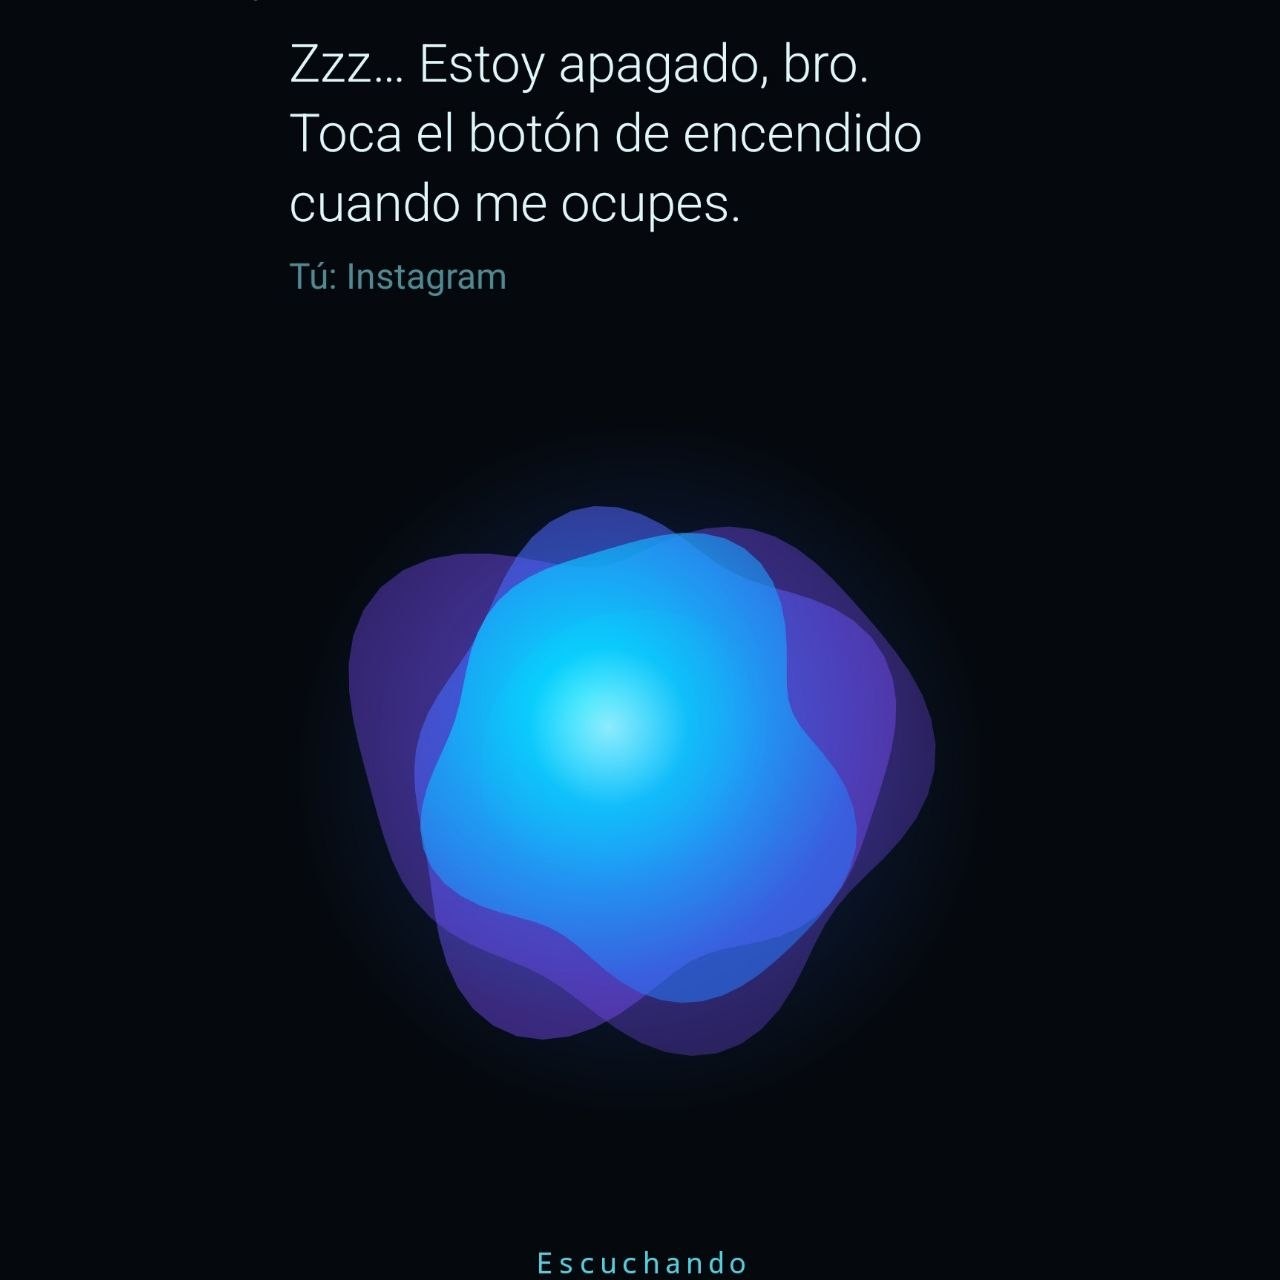 Zzz... Estoy apagado, bro.
Toca el botón de encendido
cuando me ocupes.
Tú: Instagram
Escuchando